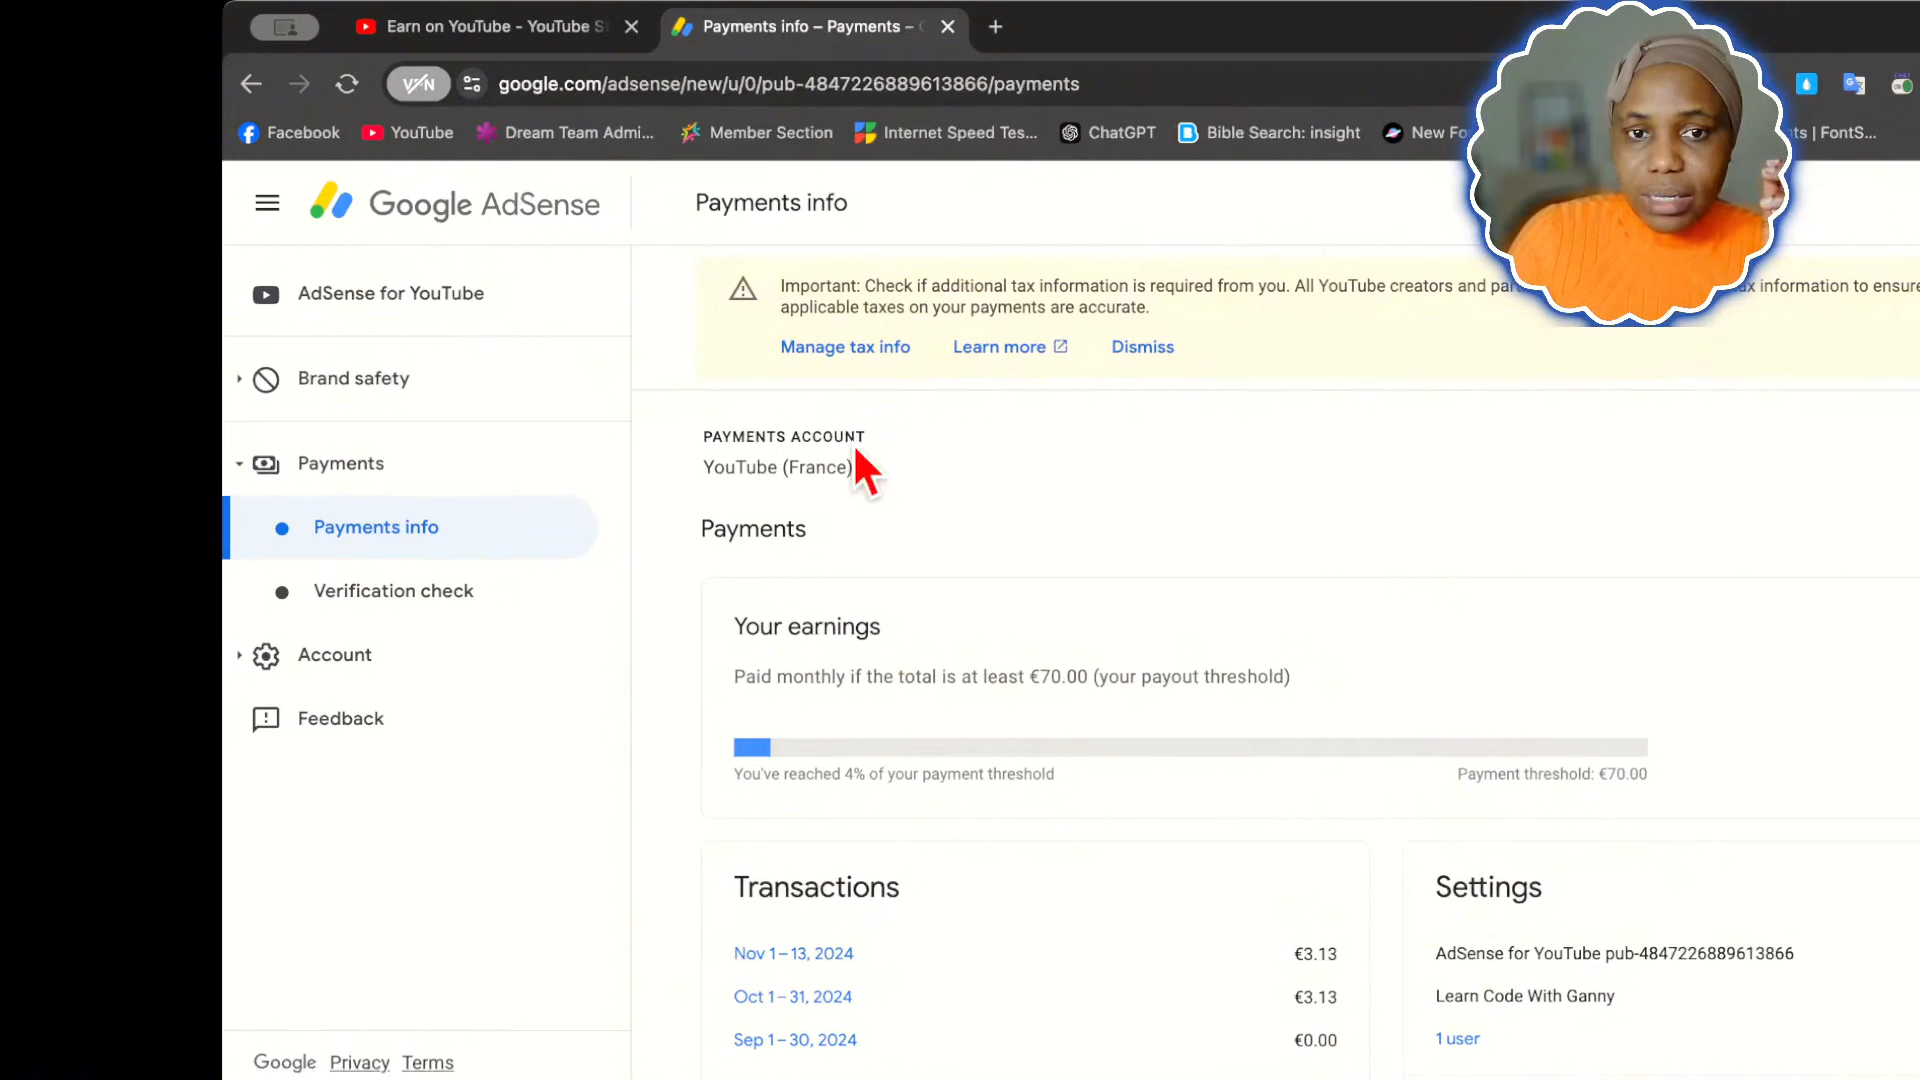 Earn on YouTube - YouTube S
Payments info – Payments –
VPN
google.com/adsense/new/u/0/pub-4847226889613866/payments
Facebook
YouTube
Dream Team Admi...
Member Section
Internet Speed Tes...
ChatGPT
Bible Search: insight
New Fo
ts | FontS...
Google AdSense
Payments info
AdSense for YouTube
Important: Check if additional tax information is required from you. All YouTube creators and part
x information to ensure
applicable taxes on your payments are accurate.
Manage tax info
Learn more
Dismiss
Brand safety
PAYMENTS ACCOUNT
YouTube (France)
Payments
Payments info
Verification check
Account
Feedback
Payments
Your earnings
Paid monthly if the total is at least €70.00 (your payout threshold)
You've reached 4% of your payment threshold
Payment threshold: €70.00
Transactions
Nov 1 – 13, 2024
€3.13
Oct 1 – 31, 2024
€3.13
Sep 1 – 30, 2024
€0.00
Settings
AdSense for YouTube pub-4847226889613866
Learn Code With Ganny
1 user
Google
Privacy
Terms